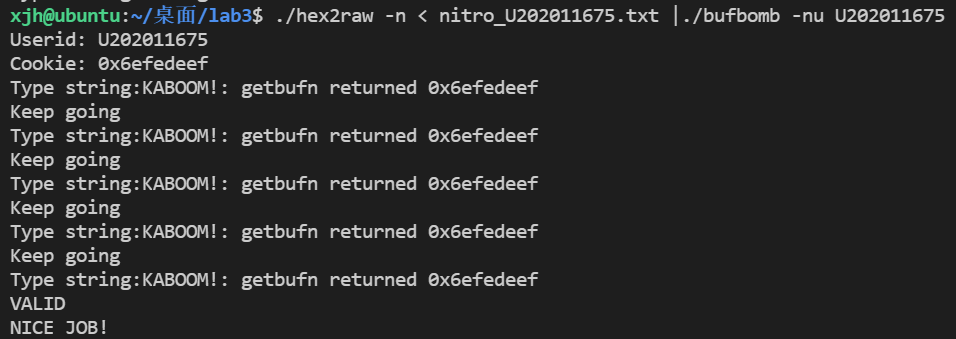 xjh@ubuntu:~/桌面/lab3$ ./hex2raw -n < nitro_U202011675.txt |./bufbomb -nu U202011675
Userid: U202011675
Cookie: 0x6efedeef
Type string:KABOOM!: getbufn returned 0x6efedeef
Keep going
Type string:KABOOM!: getbufn returned 0x6efedeef
Keep going
Type string:KABOOM!: getbufn returned 0x6efedeef
Keep going
Type string:KABOOM!: getbufn returned 0x6efedeef
Keep going
Type string:KABOOM!: getbufn returned 0x6efedeef
VALID
NICE JOB!